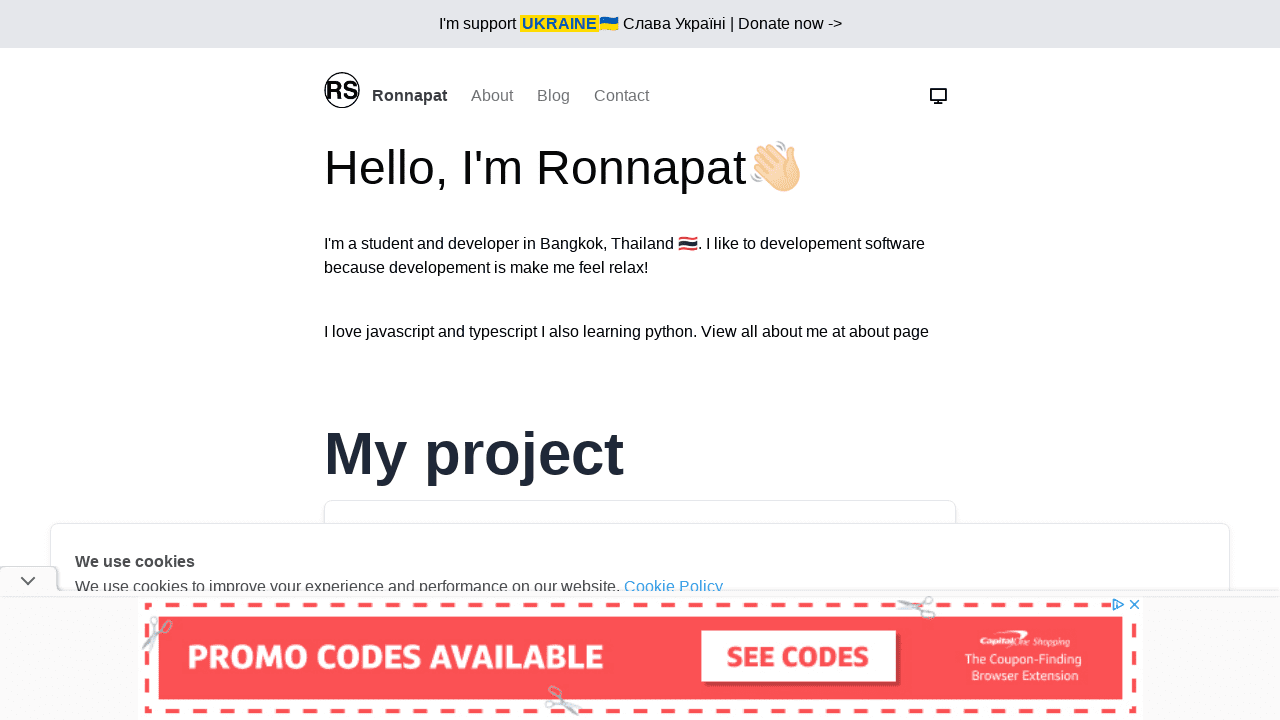 I'm support UKRAINE🇺🇦 Слава Україні | Donate now ->
RS Ronnapat About Blog Contact
Hello, I'm Ronnapat👋🏻
I'm a student and developer in Bangkok, Thailand 🇹🇭. I like to developement software
because developement is make me feel relax!
I love javascript and typescript I also learning python. View all about me at about page
My project
We use cookies
We use cookies to improve your experience and performance on our website. Cookie Policy
PROMO CODES AVAILABLE
SEE CODES
Capital One Shopping
The Coupon-Finding
Browser Extension